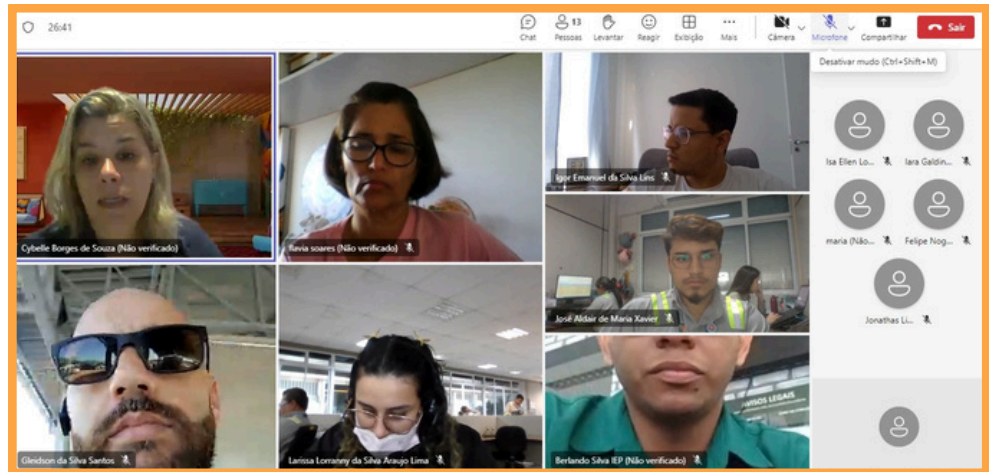 26:41
13
Chat
Pessoas
Levantar
Reagir
Exibição
Mais
Câmera
Microfone
Compartilhar
Sair
Desativar mudo (Ctrl+Shift+M)
Cybelle Borges de Souza (Não verificado)
flavia soares (Não verificado)
Igor Emanuel da Silva Lins
José Aldair de Maria Xavier
Isa Ellen Lo...
Iara Galdin...
maria (Não...
Felipe Nog...
Jonathas Li...
Gleidson da Silva Santos
Larissa Lorranny da Silva Araujo Lima
AVISOS LEGAIS
Berlando Silva IEP (Não verificado)